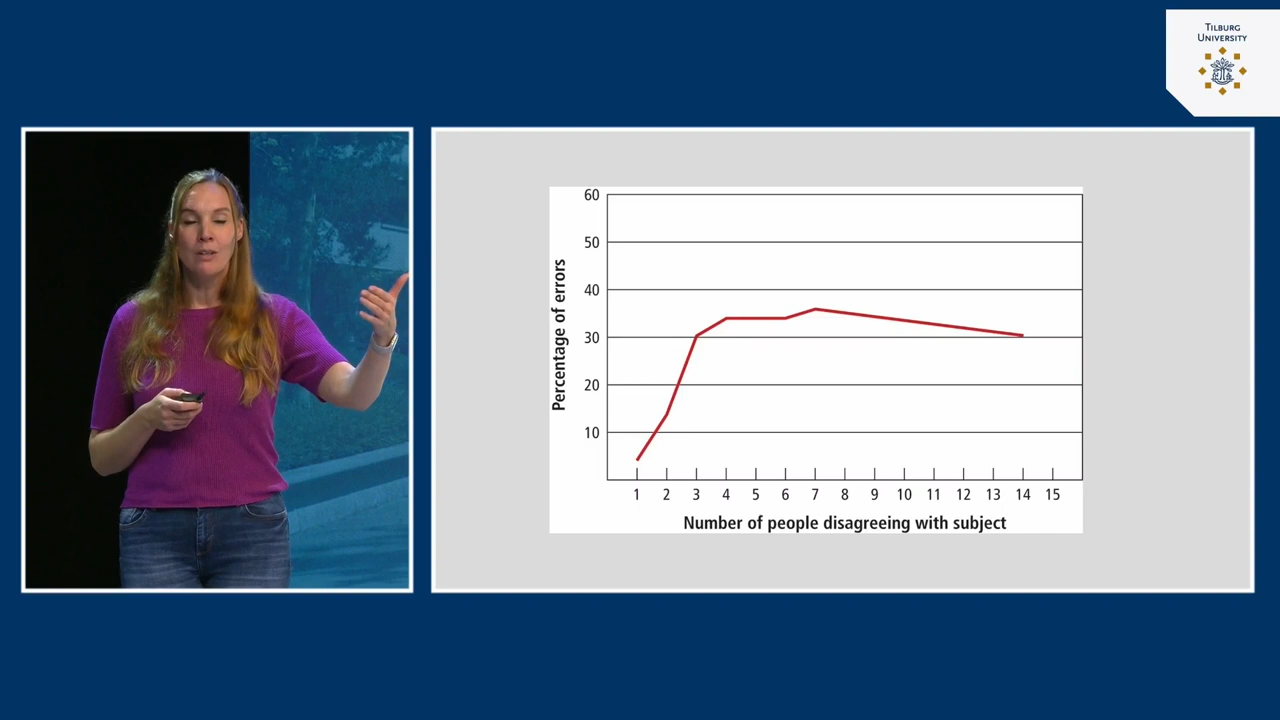 TILBURG
UNIVERSITY
60
50
40
30
20
10
Percentage of errors
1 2 3 4 5 6 7 8 9 10 11 12 13 14 15
Number of people disagreeing with subject